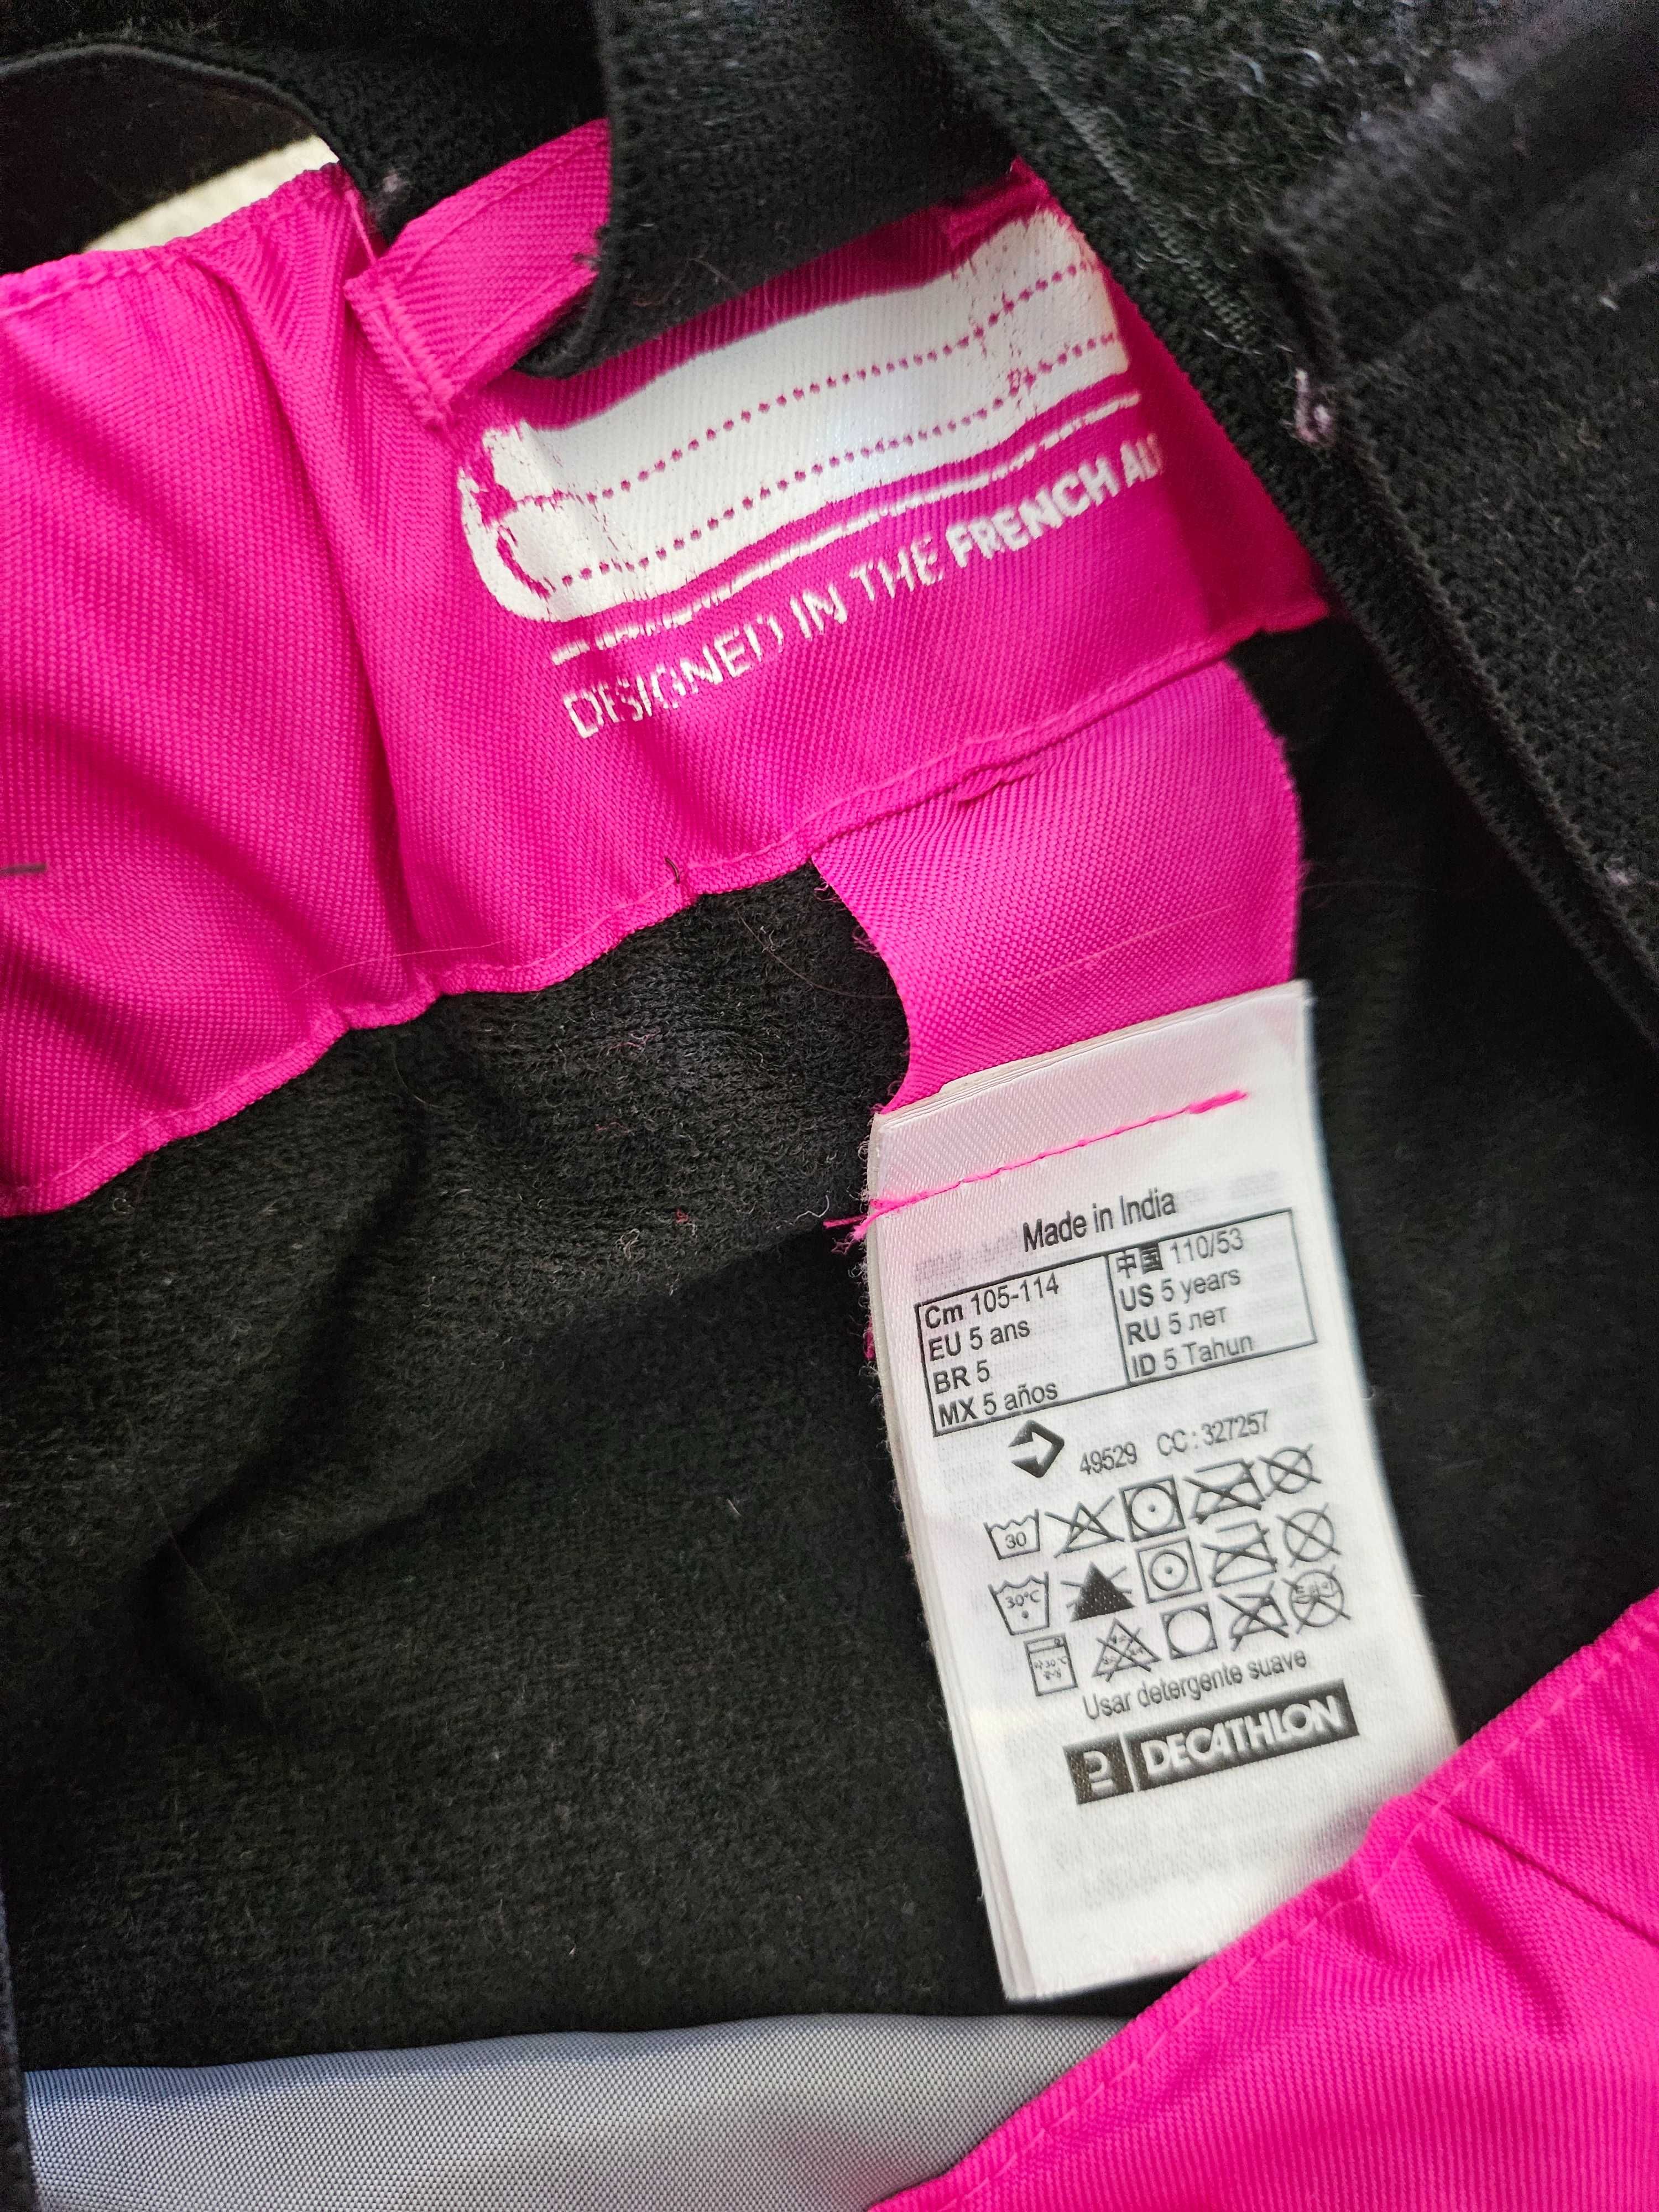 DESIGNED IN THE FRENCH AL
Made in India
Cm 105-114
EU 5 ans
BR 5
MX 5 años
中国 110/53
US 5 years
RU 5 лет
ID 5 Tahun
49529 CC : 327257
30
30°C
Usar detergente suave
DECATHLON